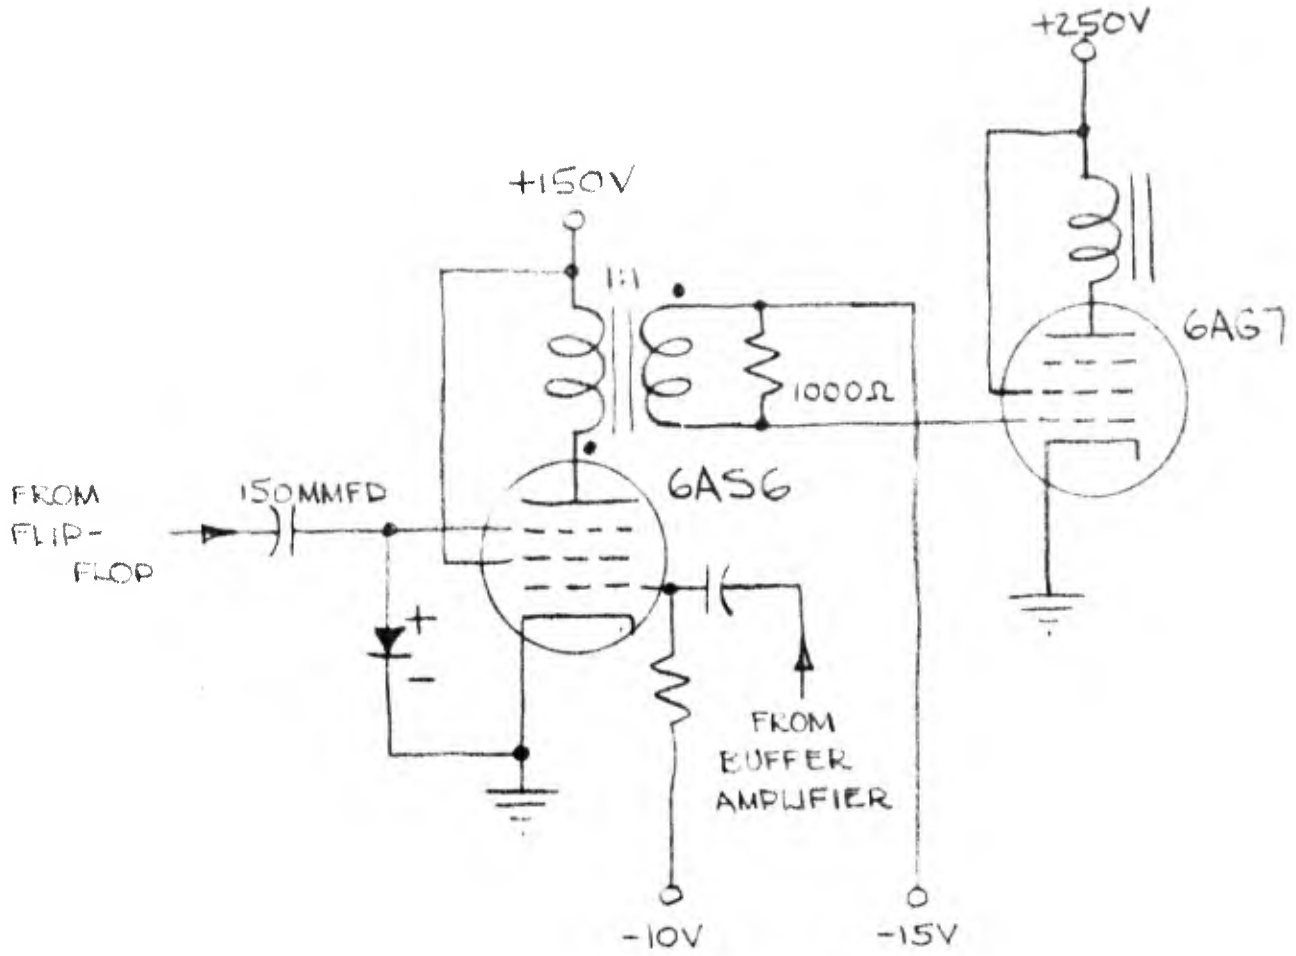 +250V
+150V
1:1
6AG7
1000Ω
6AS6
FROM
FLIP-
FLOP
150MMFD
+
-
FROM
BUFFER
AMPLIFIER
-10V
-15V